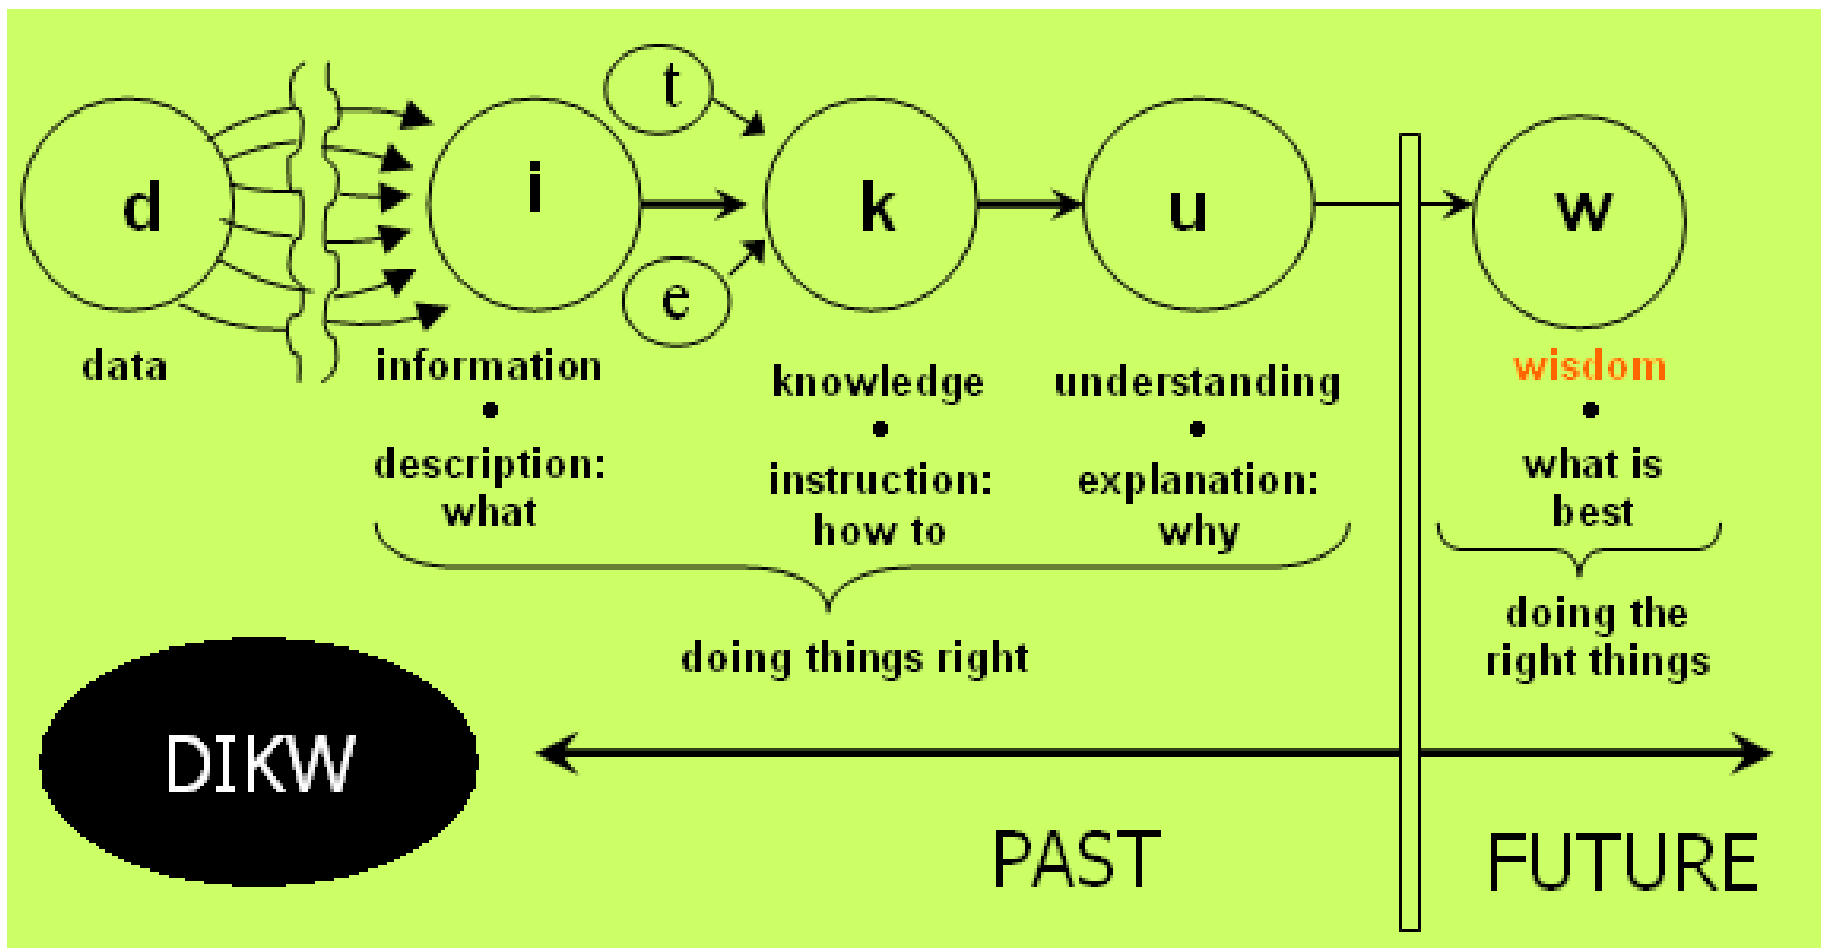 d
i
t
e
k
u
w
data
information
•
description:
what
knowledge
•
instruction:
how to
understanding
•
explanation:
why
wisdom
•
what is
best
doing things right
doing the
right things
DIKW
PAST
FUTURE